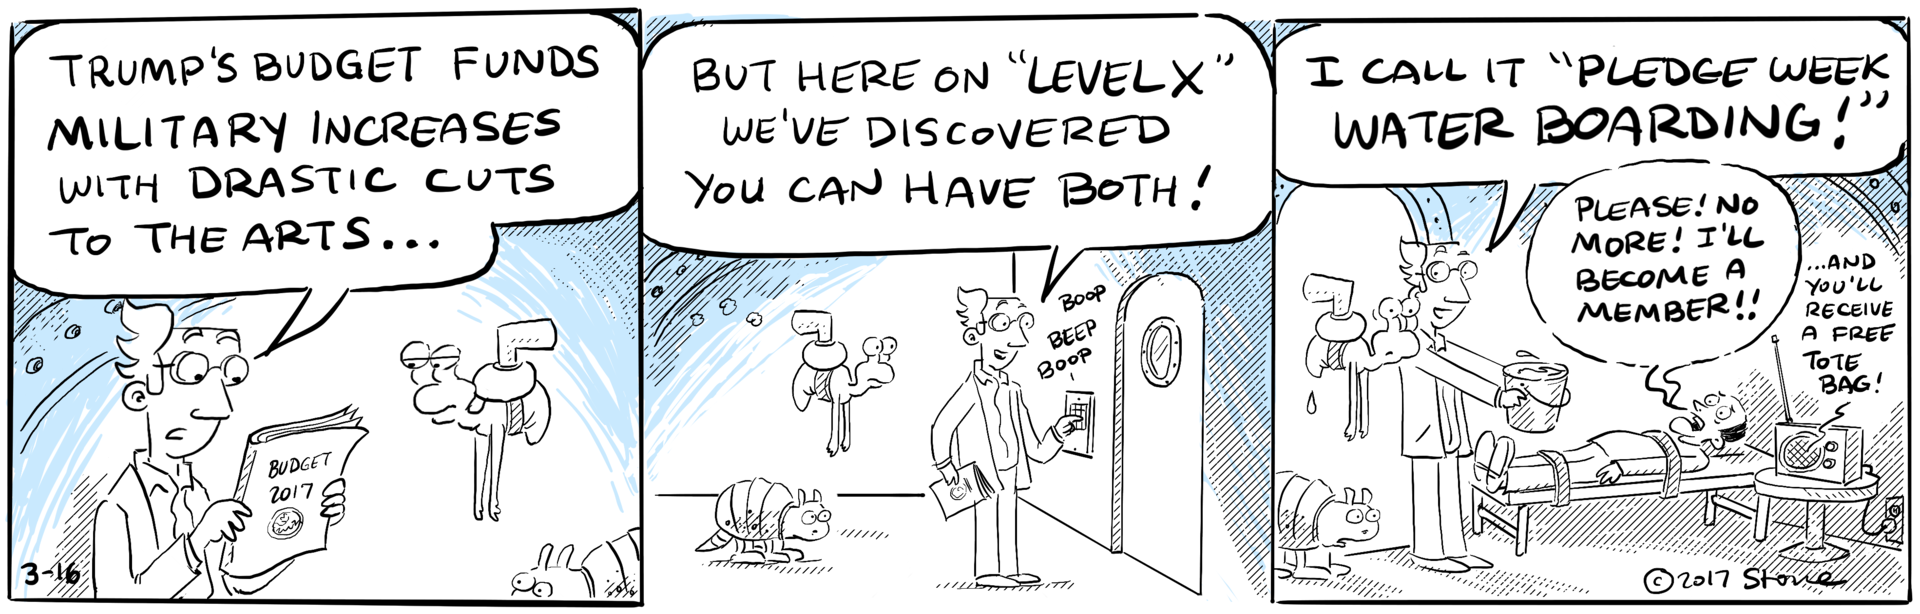 TRUMP'S BUDGET FUNDS
MILITARY INCREASES
WITH DRASTIC CUTS
TO THE ARTS...
BUDGET
2017
3-16
BUT HERE ON "LEVEL X"
WE'VE DISCOVERED
YOU CAN HAVE BOTH!
BOOP
BEEP
BOOP
I CALL IT "PLEDGE WEEK
WATER BOARDING!"
PLEASE! NO
MORE! I'LL
BECOME A
MEMBER!!
...AND
YOU'LL
RECEIVE
A FREE
TOTE
BAG!
©2017 Stone